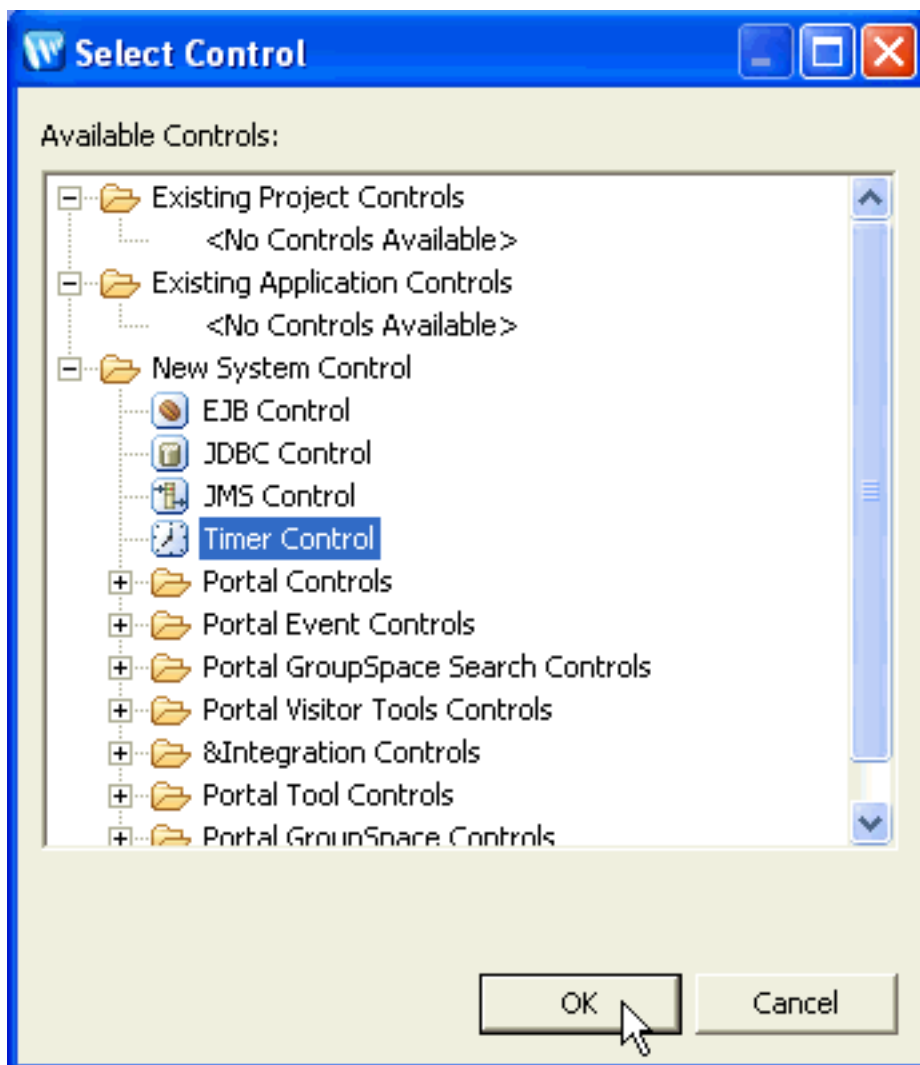 Select Control
Available Controls:
Existing Project Controls
<No Controls Available>
Existing Application Controls
<No Controls Available>
New System Control
EJB Control
JDBC Control
JMS Control
Timer Control
Portal Controls
Portal Event Controls
Portal GroupSpace Search Controls
Portal Visitor Tools Controls
&Integration Controls
Portal Tool Controls
Portal GroupSpace Controls
OK Cancel